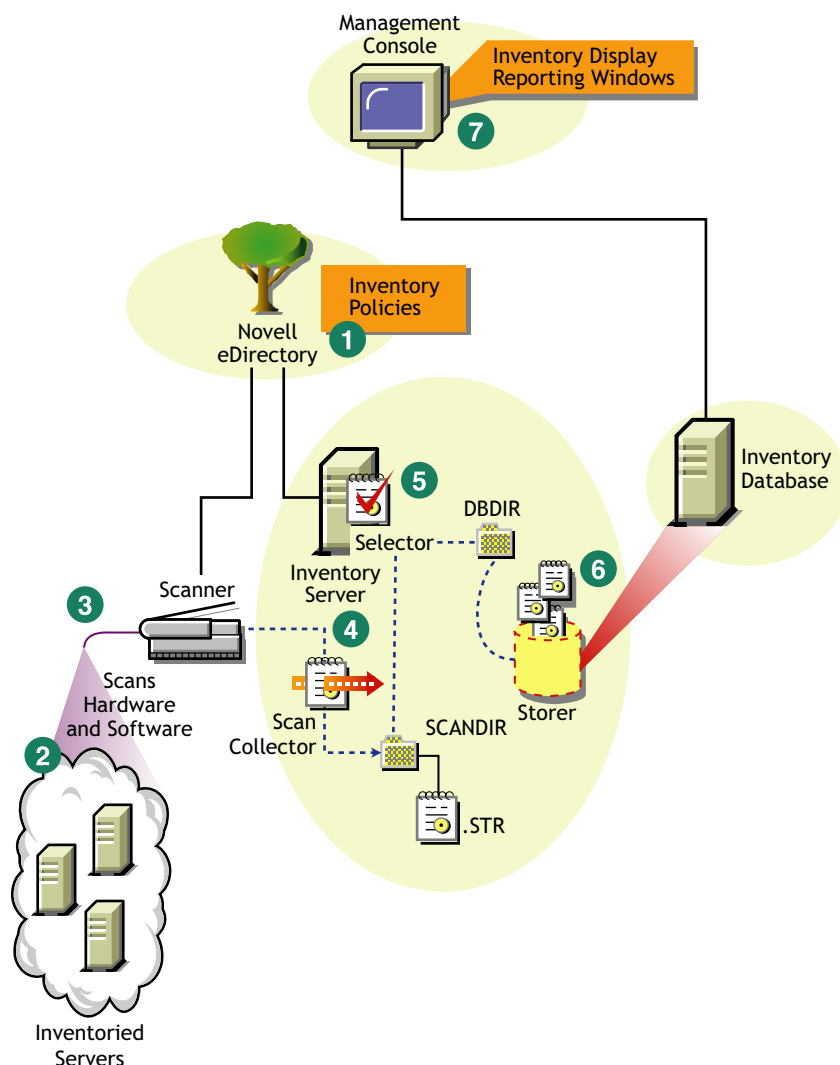 Management
Console
Inventory Display
Reporting Windows
7
Inventory
Policies
1
Novell
eDirectory
5
DBDIR
Selector
Inventory
Server
Inventory
Database
6
Scanner
3
4
Scans
Hardware
and Software
Scan
Collector
SCANDIR
Storer
2
.STR
Inventoried
Servers